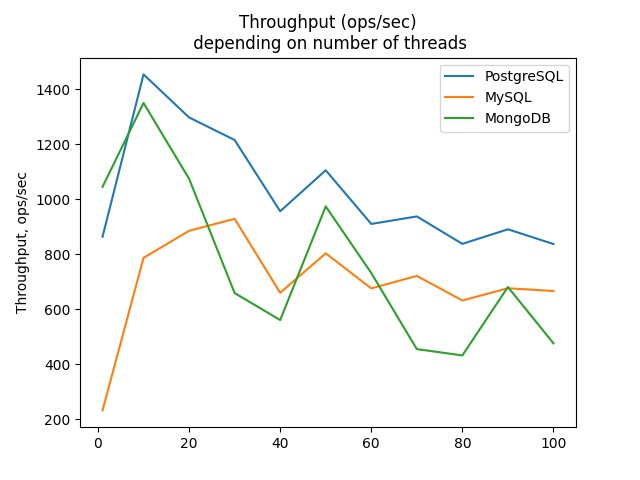 Throughput (ops/sec)
depending on number of threads
PostgreSQL
MySQL
MongoDB
Throughput, ops/sec
1400
1200
1000
800
600
400
200
0 20 40 60 80 100